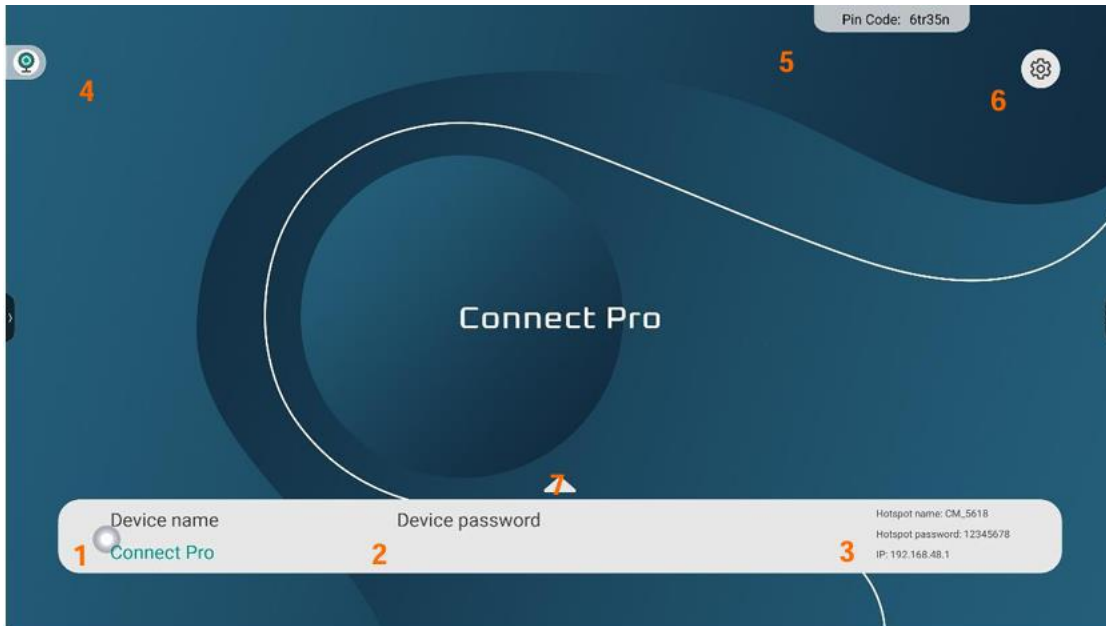 Pin Code: 6tr35n
5
4
6
Connect Pro
7
Device name
Device password
Hotspot name: CM_5618
Hotspot password: 12345678
1
Connect Pro
2
3
IP: 192.168.48.1